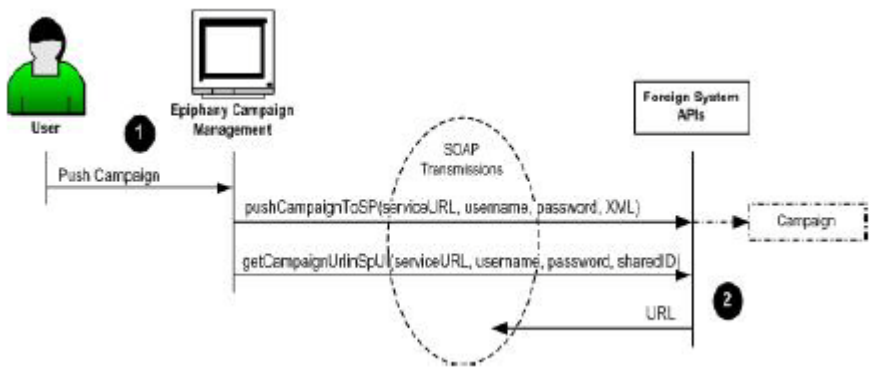 User
Epiphany Campaign
Management
Foreign System
APIs
1
SOAP
Transmissions
Push Campaign
pushCampaignToSP(serviceURL, username, password, XML)
Campaign
getCampaignUrlinSpUI(serviceURL, username, password, sharedID)
2
URL